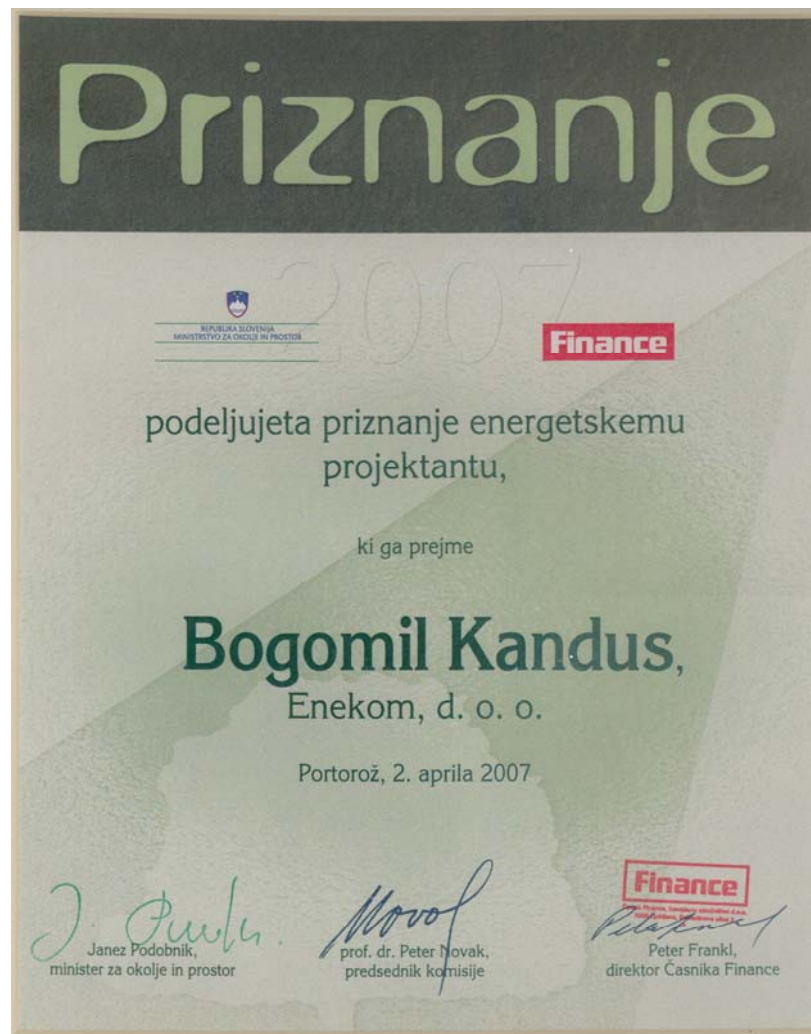 Priznanje
2007
REPUBLIKA SLOVENIJA
MINISTRSTVO ZA OKOLJE IN PROSTOR
Finance
podeljujeta priznanje energetskemu
projektantu,
ki ga prejme
Bogomil Kandus,
Enekom, d. o. o.
Portorož, 2. aprila 2007
Finance
Janez Podobnik,
minister za okolje in prostor
prof. dr. Peter Novak,
predsednik komisije
Peter Frankl,
direktor Časnika Finance